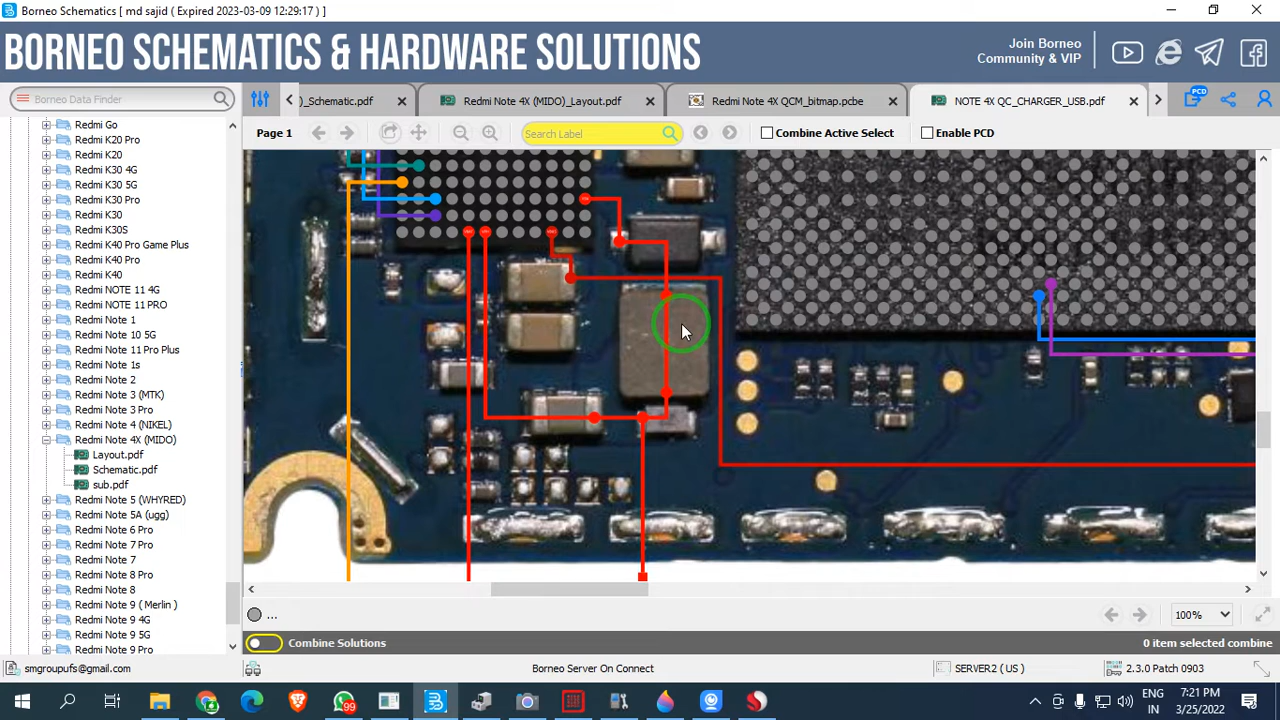 Borneo Schematics [ md sajid ( Expired 2023-03-09 12:29:17 ) ]
BORNEO SCHEMATICS & HARDWARE SOLUTIONS
Join Borneo
Community & VIP
Borneo Data Finder
)_Schematic.pdf
Redmi Note 4X (MIDO)_Layout.pdf
Redmi Note 4X QCM_bitmap.pcbe
NOTE 4X QC_CHARGER_USB.pdf
PCD
Page 1
Search Label
Combine Active Select
Enable PCD
Redmi Go
Redmi K20 Pro
Redmi K20
Redmi K30 4G
Redmi K30 5G
Redmi K30 Pro
Redmi K30
Redmi K30S
Redmi K40 Pro Game Plus
Redmi K40 Pro
Redmi K40
Redmi NOTE 11 4G
Redmi NOTE 11 PRO
Redmi Note 1
Redmi Note 10 5G
Redmi Note 11 Pro Plus
Redmi Note 1s
Redmi Note 2
Redmi Note 3 (MTK)
Redmi Note 3 Pro
Redmi Note 4 (NIKEL)
Redmi Note 4X (MIDO)
Layout.pdf
Schematic.pdf
sub.pdf
Redmi Note 5 (WHYRED)
Redmi Note 5A (ugg)
Redmi Note 6 Pro
Redmi Note 7 Pro
Redmi Note 7
Redmi Note 8 Pro
Redmi Note 8
Redmi Note 9 ( Merlin )
Redmi Note 9 4G
Redmi Note 9 5G
Redmi Note 9 Pro
...
100%
Combine Solutions
0 item selected combine
smgroupufs@gmail.com
Borneo Server On Connect
SERVER2 ( US )
2.3.0 Patch 0903
99
ENG
IN
7:21 PM
3/25/2022